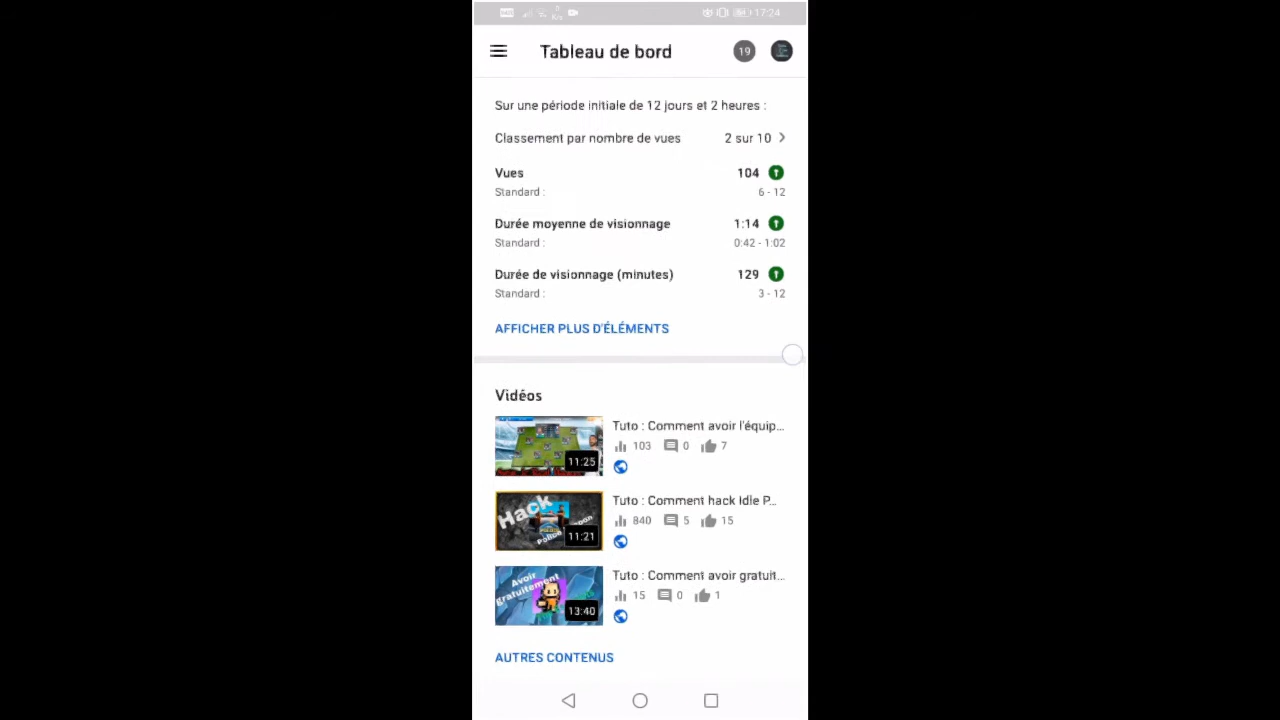 17:24
Tableau de bord
19
Sur une période initiale de 12 jours et 2 heures :
Classement par nombre de vues 2 sur 10
Vues 104
Standard : 6 - 12
Durée moyenne de visionnage 1:14
Standard : 0:42 - 1:02
Durée de visionnage (minutes) 129
Standard : 3 - 12
AFFICHER PLUS D'ÉLÉMENTS
Vidéos
Tuto : Comment avoir l'équip...
103 0 7
11:25
Tuto : Comment hack Idle P...
Hack
840 5 15
11:21
Tuto : Comment avoir gratuit...
Avoir
gratuitement
15 0 1
13:40
AUTRES CONTENUS